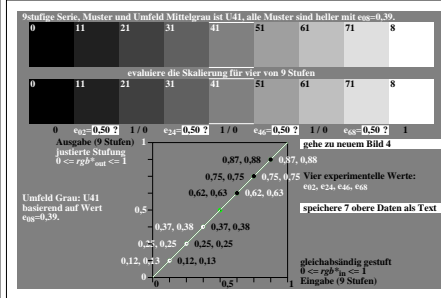 9stufige Serie, Muster und Umfeld Mittelgrau ist U41, alle Muster sind heller mit e08=0,39.
0 11 21 31 41 51 61 71 8
evaluiere die Skalierung für vier von 9 Stufen
0 11 21 31 41 51 61 71 8
0 e02=0,50 ? 1 / 0 e24=0,50 ? 1 / 0 e46=0,50 ? 1 / 0 e68=0,50 ? 1
Ausgabe (9 Stufen) 1
justierte Stufung
0 <= rgb*out <= 1
gehe zu neuem Bild 4
0,87, 0,88 0,87, 0,88
0,75, 0,75 0,75, 0,75
Vier experimentelle Werte:
e02, e24, e46, e68
0,62, 0,63 0,62, 0,63
Umfeld Grau: U41
basierend auf Wert
e08=0,39.
speichere 7 obere Daten als Text
0,37, 0,38 0,37, 0,38
0,25, 0,25 0,25, 0,25
0,12, 0,13 0,12, 0,13
gleichabsändig gestuft
0 <= rgb*in <= 1
Eingabe (9 Stufen)
0
0 0,5 1